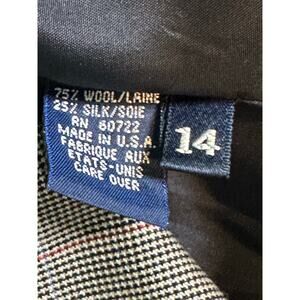 75% WOOL/LAINE
25% SILK/SOIE
RN 60722
MADE IN U.S.A.
FABRIQUE AUX
ETATS-UNIS
CARE OVER
14